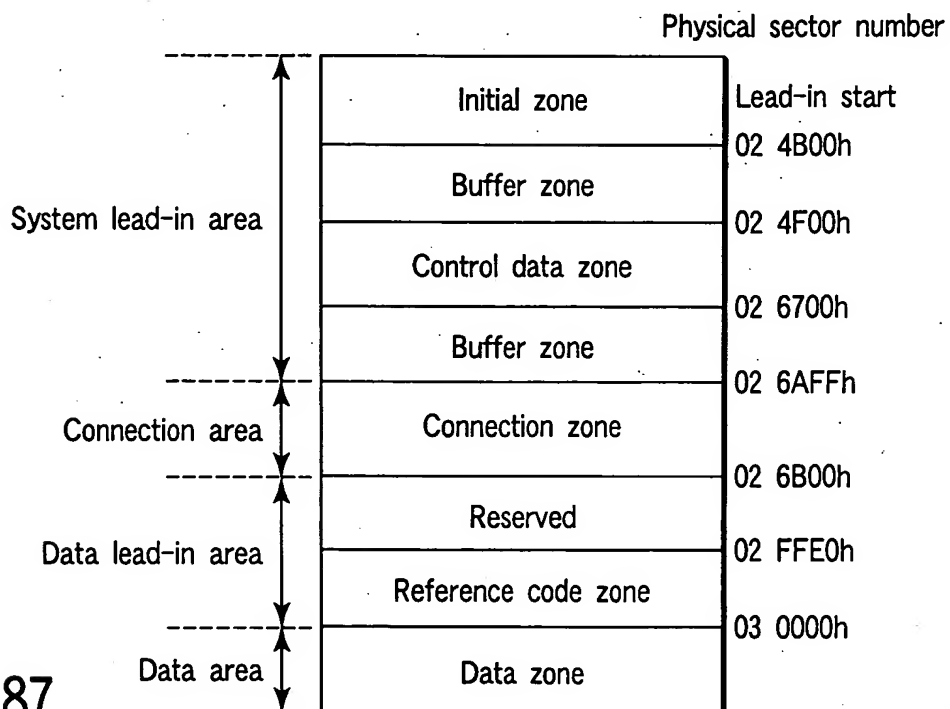 Physical sector number
Initial zone
Lead-in start
02 4B00h
Buffer zone
02 4F00h
System lead-in area
Control data zone
02 6700h
Buffer zone
02 6AFFh
Connection area
Connection zone
02 6B00h
Reserved
Data lead-in area
02 FFE0h
Reference code zone
03 0000h
Data area
Data zone
87